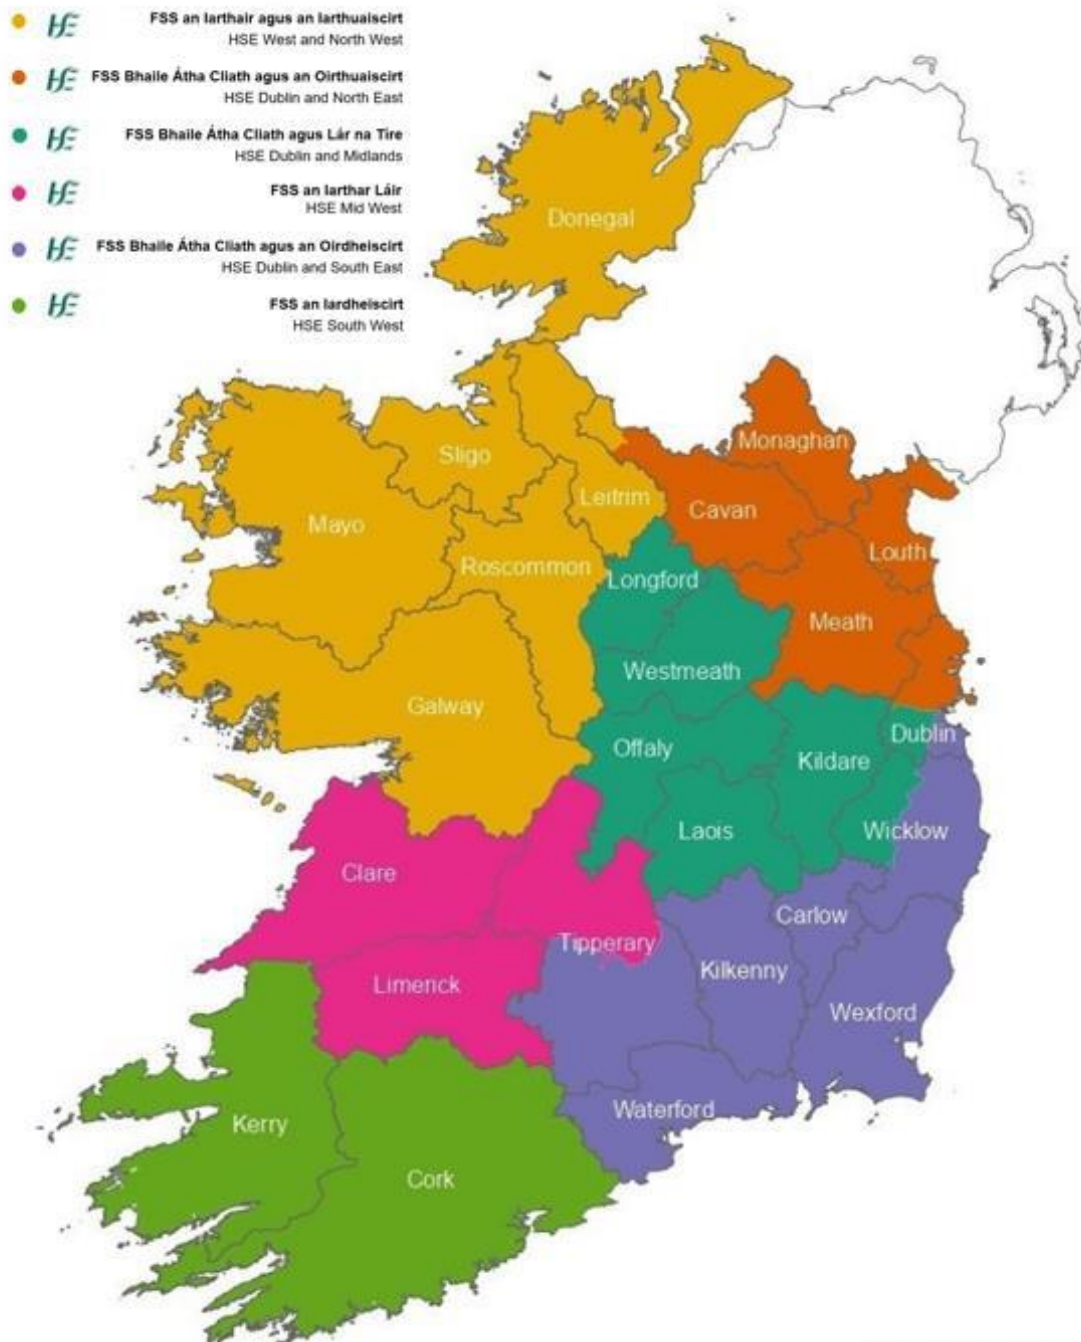 FSS an Iarthair agus an Iarthuaiscirt
HSE West and North West
FSS Bhaile Átha Cliath agus an Oirthuaiscirt
HSE Dublin and North East
FSS Bhaile Átha Cliath agus Lár na Tíre
HSE Dublin and Midlands
FSS an Iarthar Láir
HSE Mid West
FSS Bhaile Átha Cliath agus an Oirdheiscirt
HSE Dublin and South East
FSS an Iardheiscirt
HSE South West
Donegal
Monaghan
Sligo
Leitrim
Cavan
Mayo
Louth
Roscommon
Longford
Meath
Westmeath
Galway
Dublin
Offaly
Kildare
Laois
Wicklow
Clare
Carlow
Tipperary
Kilkenny
Limerick
Wexford
Waterford
Kerry
Cork